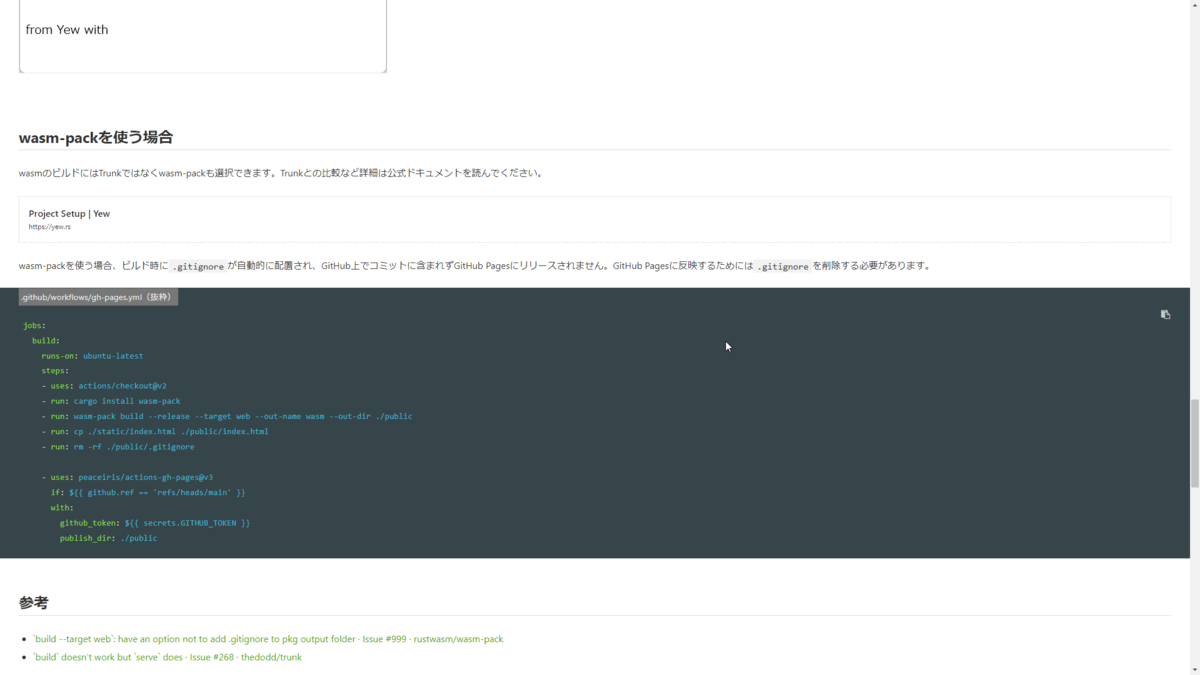 from Yew with
wasm-packを使う場合
wasmのビルドにはTrunkではなくwasm-packも選択できます。Trunkとの比較など詳細は公式ドキュメントを読んでください。
Project Setup | Yew
https://yew.rs
wasm-packを使う場合、ビルド時に .gitignore が自動的に配置され、GitHub上でコミットに含まれずGitHub Pagesにリリースされません。GitHub Pagesに反映するためには .gitignore を削除する必要があります。
.github/workflows/gh-pages.yml（抜粋）
jobs:
  build:
    runs-on: ubuntu-latest
    steps:
    - uses: actions/checkout@v2
    - run: cargo install wasm-pack
    - run: wasm-pack build --release --target web --out-name wasm --out-dir ./public
    - run: cp ./static/index.html ./public/index.html
    - run: rm -rf ./public/.gitignore
    - uses: peaceiris/actions-gh-pages@v3
      if: ${{ github.ref == 'refs/heads/main' }}
      with:
        github_token: ${{ secrets.GITHUB_TOKEN }}
        publish_dir: ./public
参考
`build --target web`: have an option not to add .gitignore to pkg output folder · Issue #999 · rustwasm/wasm-pack
`build` doesn't work but `serve` does · Issue #268 · thedodd/trunk